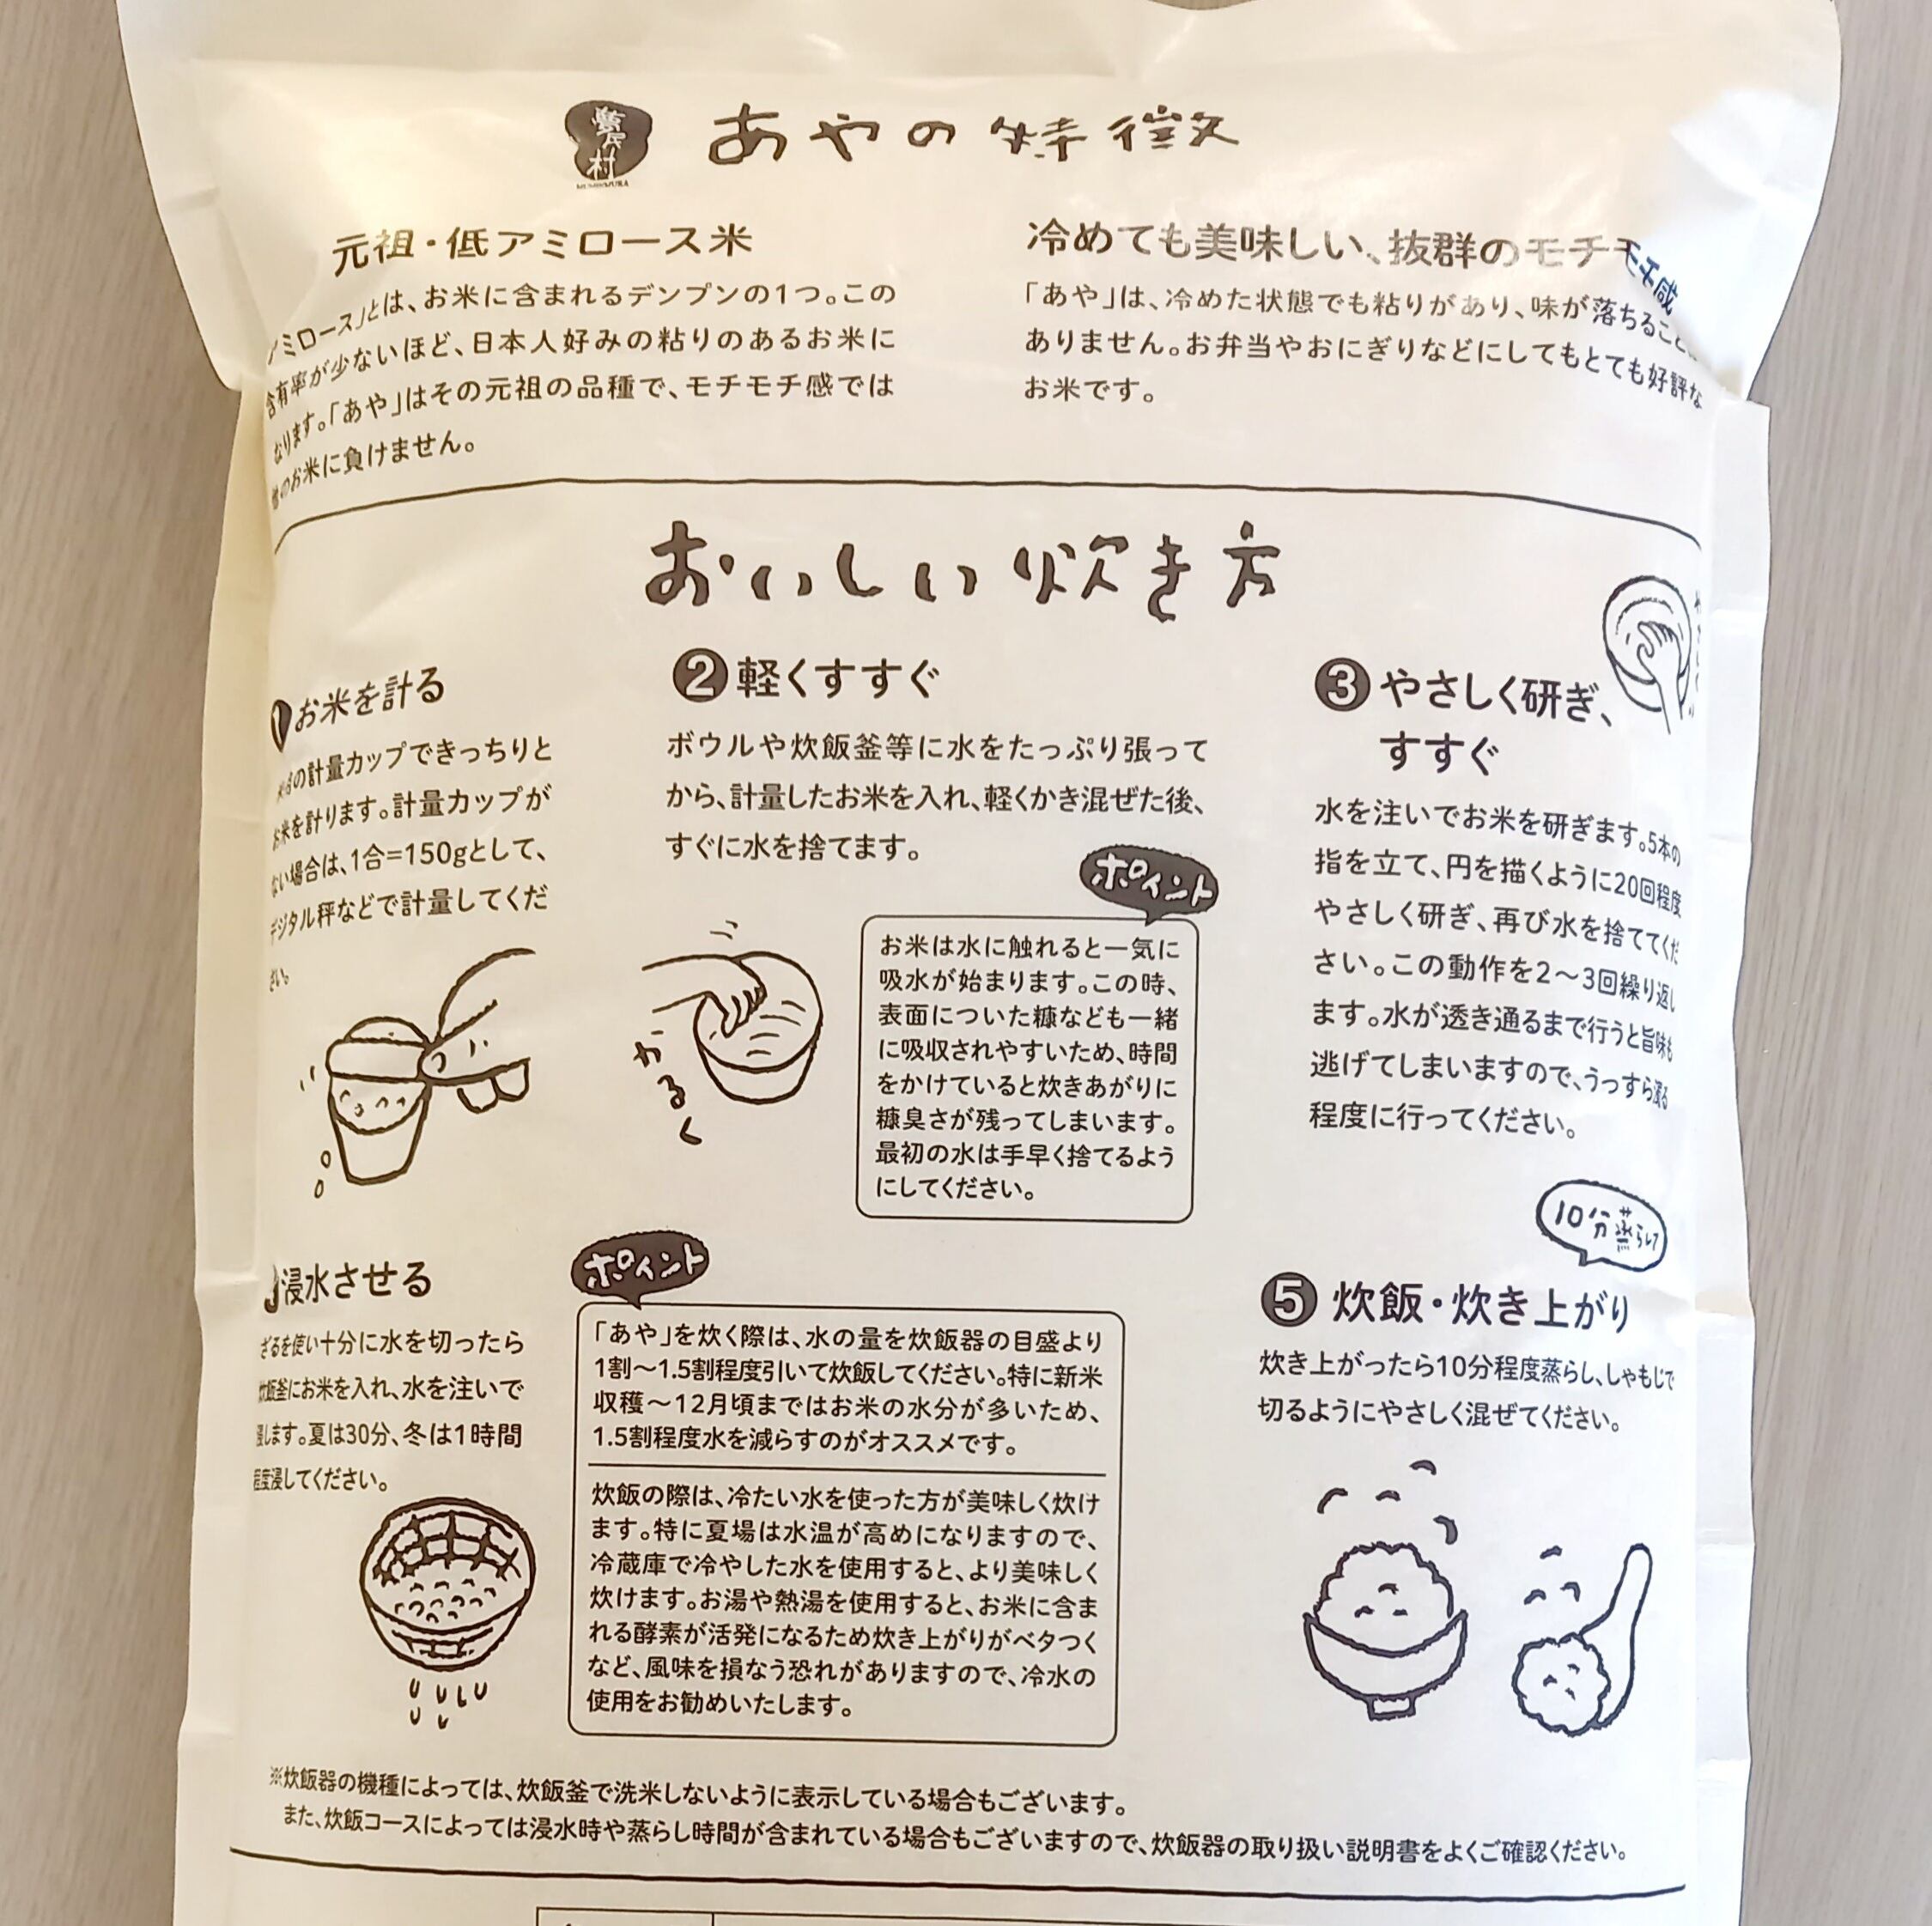 夢民村
あやの特徴
元祖・低アミロース米
アミロース」とは、お米に含まれるデンプンの1つ。この
含有率が少ないほど、日本人好みの粘りのあるお米に
なります。「あや」はその元祖の品種で、モチモチ感では
他のお米に負けません。
冷めても美味しい、抜群のモチモチ感
「あや」は、冷めた状態でも粘りがあり、味が落ちること
ありません。お弁当やおにぎりなどにしてもとても好評な
お米です。
おいしい炊き方
1 お米を計る
の計量カップできっちりと
お米を計ります。計量カップが
ない場合は、1合=150gとして、
デジタル秤などで計量してくだ
さい。
2 軽くすすぐ
ボウルや炊飯釜等に水をたっぷり張って
から、計量したお米を入れ、軽くかき混ぜた後、
すぐに水を捨てます。
かるく
ポイント
お米は水に触れると一気に
吸水が始まります。この時、
表面についた糠なども一緒
に吸収されやすいため、時間
をかけていると炊きあがりに
糠臭さが残ってしまいます。
最初の水は手早く捨てるよう
にしてください。
3 やさしく研ぎ、
すすぐ
水を注いでお米を研ぎます。5本の
指を立て、円を描くように20回程度
やさしく研ぎ、再び水を捨ててくだ
さい。この動作を2〜3回繰り返し
ます。水が透き通るまで行うと旨味も
逃げてしまいますので、うっすら濁る
程度に行ってください。
浸水させる
ざるを使い十分に水を切ったら
炊飯釜にお米を入れ、水を注いで
浸します。夏は30分、冬は1時間
程度浸してください。
ポイント
「あや」を炊く際は、水の量を炊飯器の目盛より
1割〜1.5割程度引いて炊飯してください。特に新米
収穫〜12月頃まではお米の水分が多いため、
1.5割程度水を減らすのがオススメです。
炊飯の際は、冷たい水を使った方が美味しく炊け
ます。特に夏場は水温が高めになりますので、
冷蔵庫で冷やした水を使用すると、より美味しく
炊けます。お湯や熱湯を使用すると、お米に含ま
れる酵素が活発になるため炊き上がりがベタつく
など、風味を損なう恐れがありますので、冷水の
使用をお勧めいたします。
10分蒸らして
5 炊飯・炊き上がり
炊き上がったら10分程度蒸らし、しゃもじで
切るようにやさしく混ぜてください。
※炊飯器の機種によっては、炊飯釜で洗米しないように表示している場合もございます。
また、炊飯コースによっては浸水時や蒸らし時間が含まれている場合もございますので、炊飯器の取り扱い説明書をよくご確認ください。